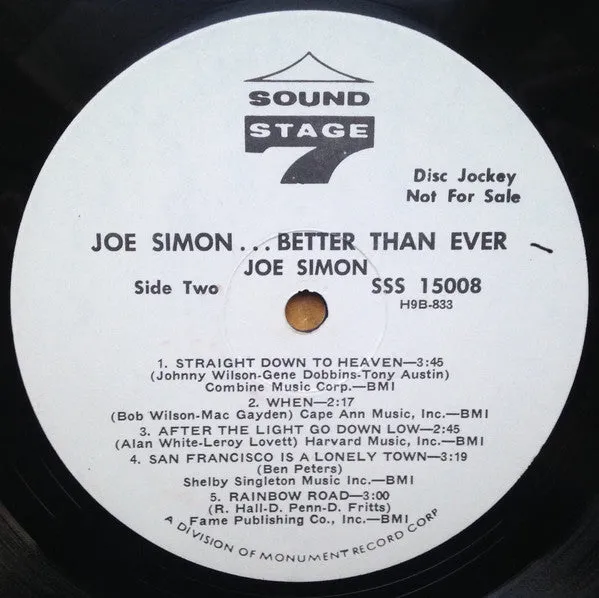 SOUND
STAGE
7
Disc Jockey
Not For Sale
JOE SIMON... BETTER THAN EVER
JOE SIMON
Side Two
SSS 15008
H9B-833
1. STRAIGHT DOWN TO HEAVEN—3:45
(Johnny Wilson-Gene Dobbins-Tony Austin)
Combine Music Corp.—BMI
2. WHEN—2:17
(Bob Wilson-Mac Gayden) Cape Ann Music, Inc.—BMI
3. AFTER THE LIGHT GO DOWN LOW—2:45
(Alan White-Leroy Lovett) Harvard Music, Inc.—BMI
4. SAN FRANCISCO IS A LONELY TOWN—3:19
(Ben Peters)
Shelby Singleton Music Inc.—BMI
5. RAINBOW ROAD—3:00
(R. Hall-D. Penn-D. Fritts)
Fame Publishing Co., Inc.—BMI
A DIVISION OF MONUMENT RECORD CORP